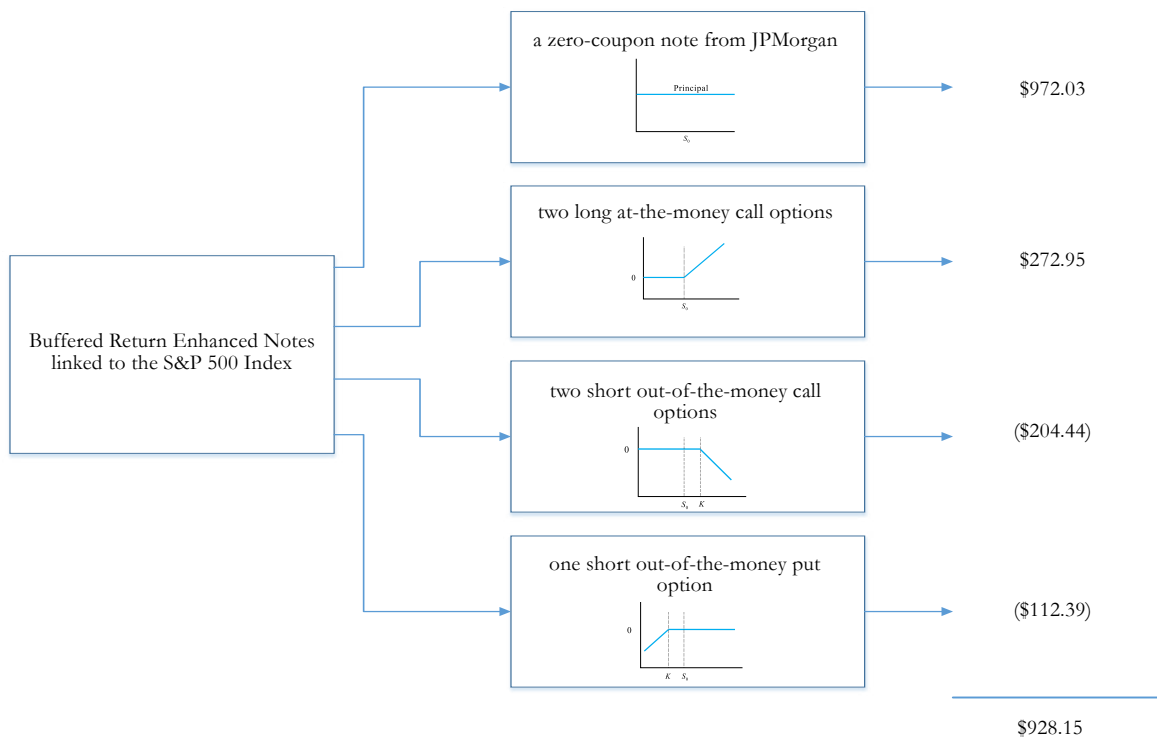 a zero-coupon note from JPMorgan
Principal
S₀
$972.03
two long at-the-money call options
0
S₀
$272.95
Buffered Return Enhanced Notes
linked to the S&P 500 Index
two short out-of-the-money call
options
0
S₀ K
($204.44)
one short out-of-the-money put
option
0
K S₀
($112.39)
$928.15